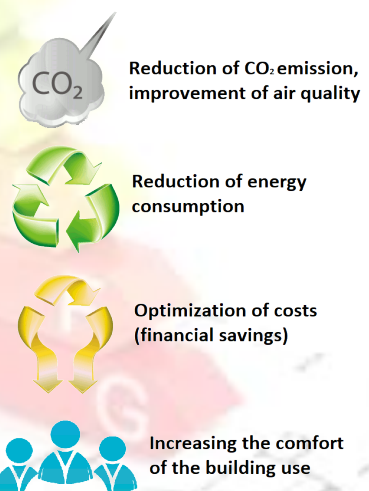 CO₂
Reduction of CO₂ emission,
improvement of air quality
Reduction of energy
consumption
Optimization of costs
(financial savings)
G
Increasing the comfort
of the building use